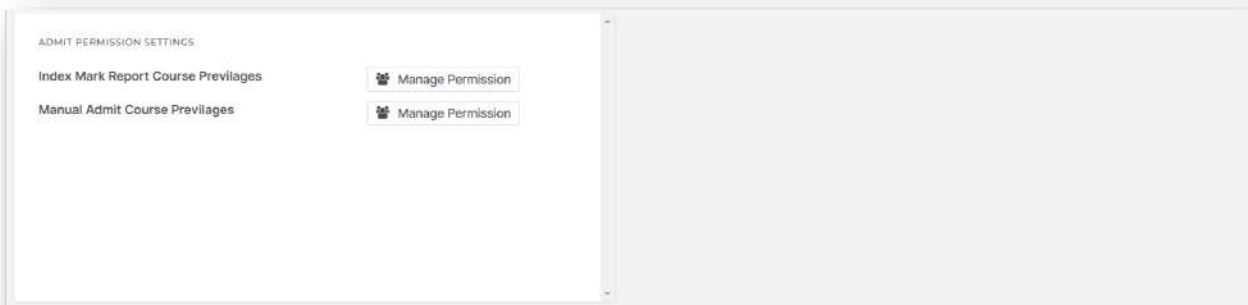 ADMIT PERMISSION SETTINGS
Index Mark Report Course Previlages
Manage Permission
Manual Admit Course Previlages
Manage Permission